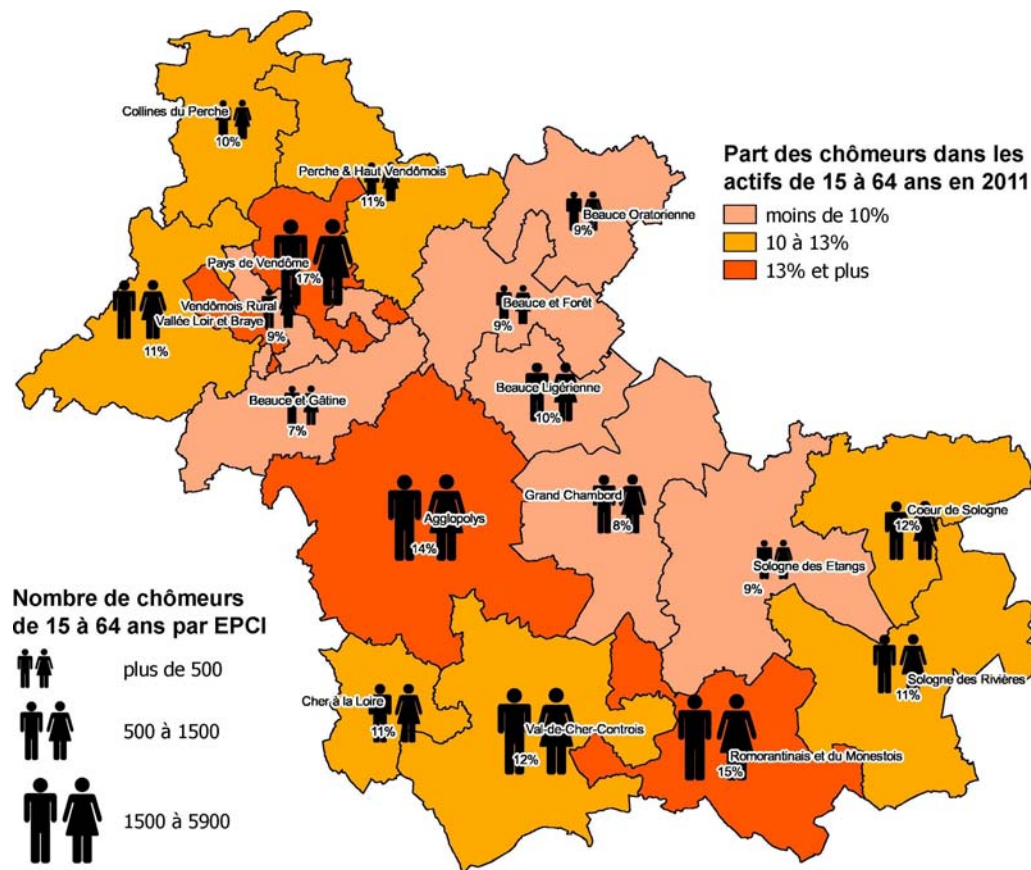 Collines du Perche
10%
Perche & Haut Vendômois
11%
Beauce Oratorienne
9%
Part des chômeurs dans les
actifs de 15 à 64 ans en 2011
moins de 10%
10 à 13%
13% et plus
Pays de Vendôme
17%
Vendômois Rural
9%
Vallée Loir et Braye
11%
Beauce et Forêt
9%
Beauce Ligérienne
10%
Beauce et Gâtine
7%
Grand Chambord
8%
Agglopolys
14%
Coeur de Sologne
12%
Sologne des Etangs
9%
Nombre de chômeurs
de 15 à 64 ans par EPCI
plus de 500
500 à 1500
1500 à 5900
Sologne des Rivières
11%
Cher à la Loire
11%
Val-de-Cher-Controis
12%
Romorantinais et du Monestois
15%